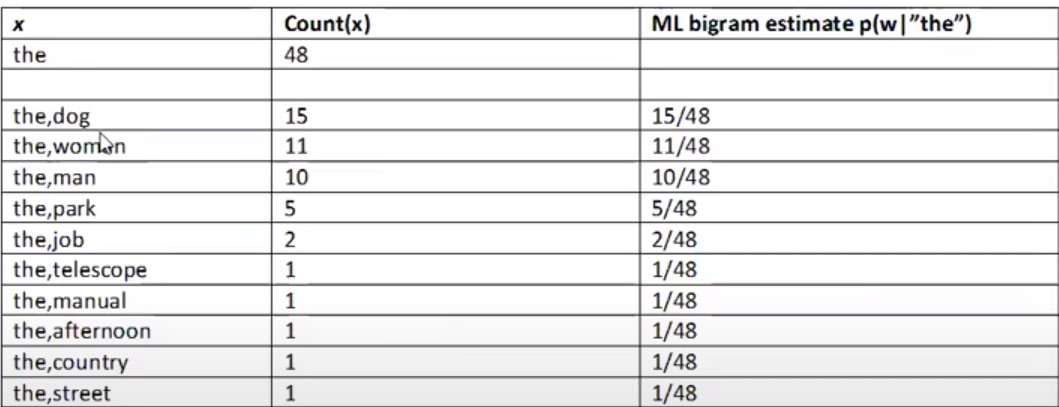 x Count(x) ML bigram estimate p(w|”the”)
the 48
the,dog 15 15/48
the,women 11 11/48
the,man 10 10/48
the,park 5 5/48
the,job 2 2/48
the,telescope 1 1/48
the,manual 1 1/48
the,afternoon 1 1/48
the,country 1 1/48
the,street 1 1/48